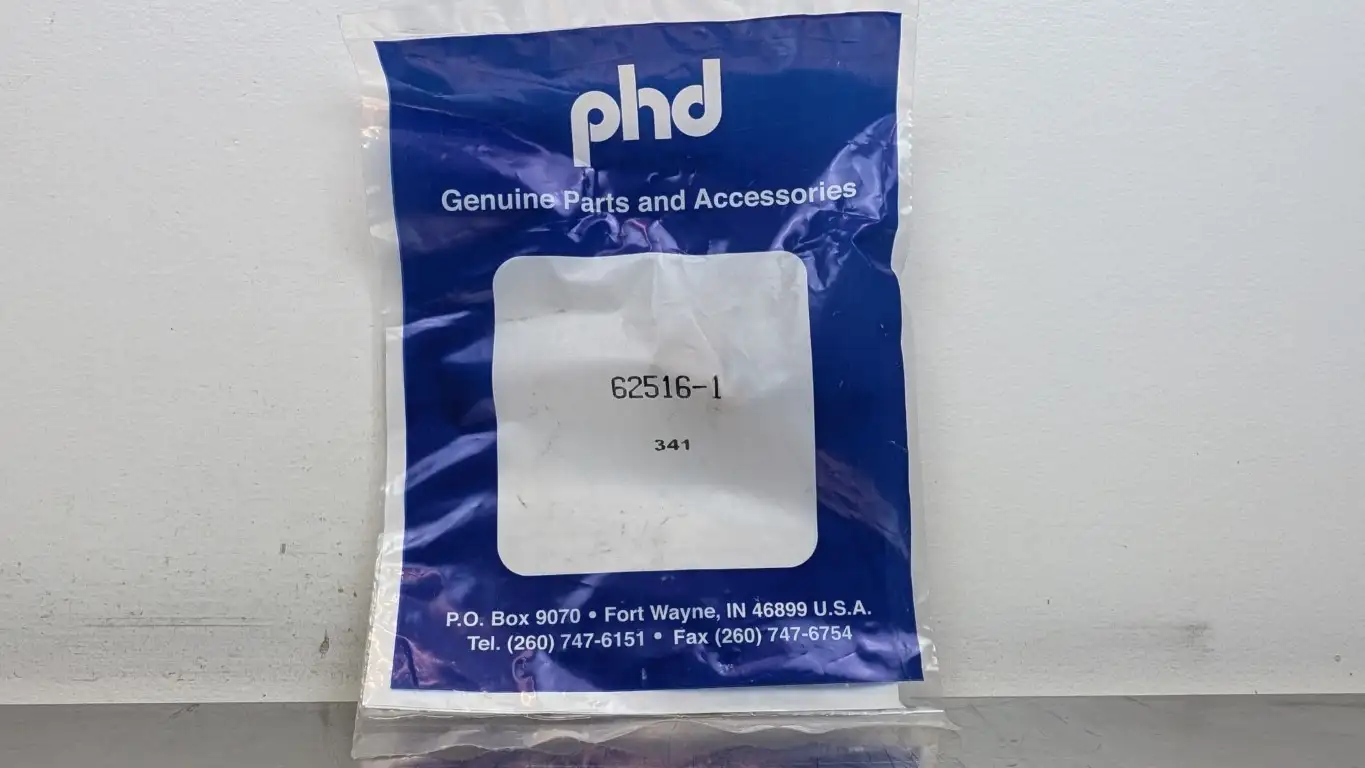 phd
Genuine Parts and Accessories
62516-1
341
P.O. Box 9070 • Fort Wayne, IN 46899 U.S.A.
Tel. (260) 747-6151 • Fax (260) 747-6754